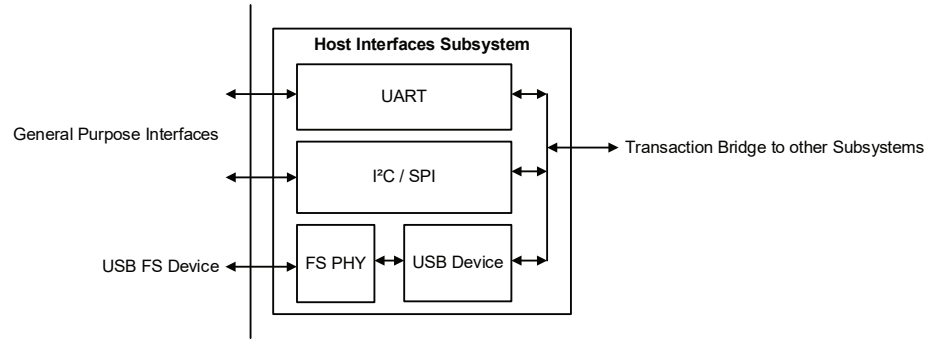 Host Interfaces Subsystem
UART
General Purpose Interfaces
Transaction Bridge to other Subsystems
I²C / SPI
USB FS Device
FS PHY
USB Device